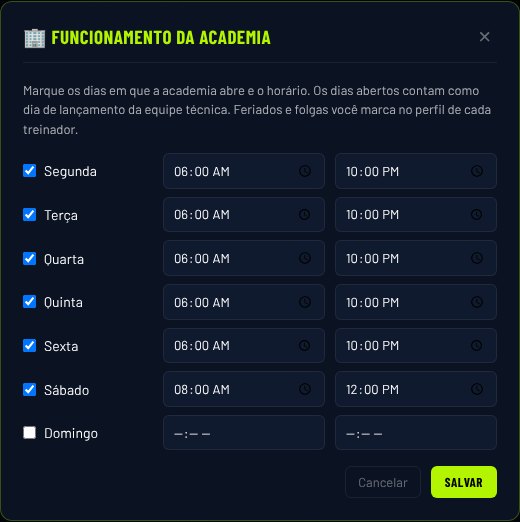 FUNCIONAMENTO DA ACADEMIA
Marque os dias em que a academia abre e o horário. Os dias abertos contam como
dia de lançamento da equipe técnica. Feriados e folgas você marca no perfil de cada
treinador.
Segunda 06:00 AM 10:00 PM
Terça 06:00 AM 10:00 PM
Quarta 06:00 AM 10:00 PM
Quinta 06:00 AM 10:00 PM
Sexta 06:00 AM 10:00 PM
Sábado 08:00 AM 12:00 PM
Domingo --:-- -- --:-- --
Cancelar SALVAR